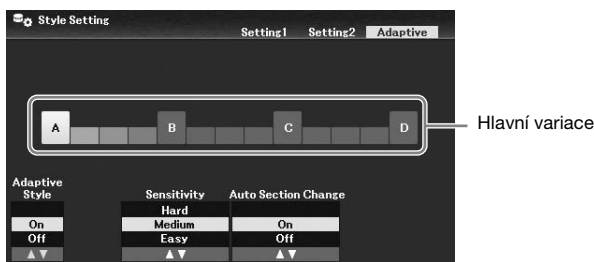 Style Setting
Setting1 Setting2 Adaptive
A B C D
Hlavní variace
Adaptive
Style Sensitivity Auto Section Change
Hard
On Medium On
Off Easy Off